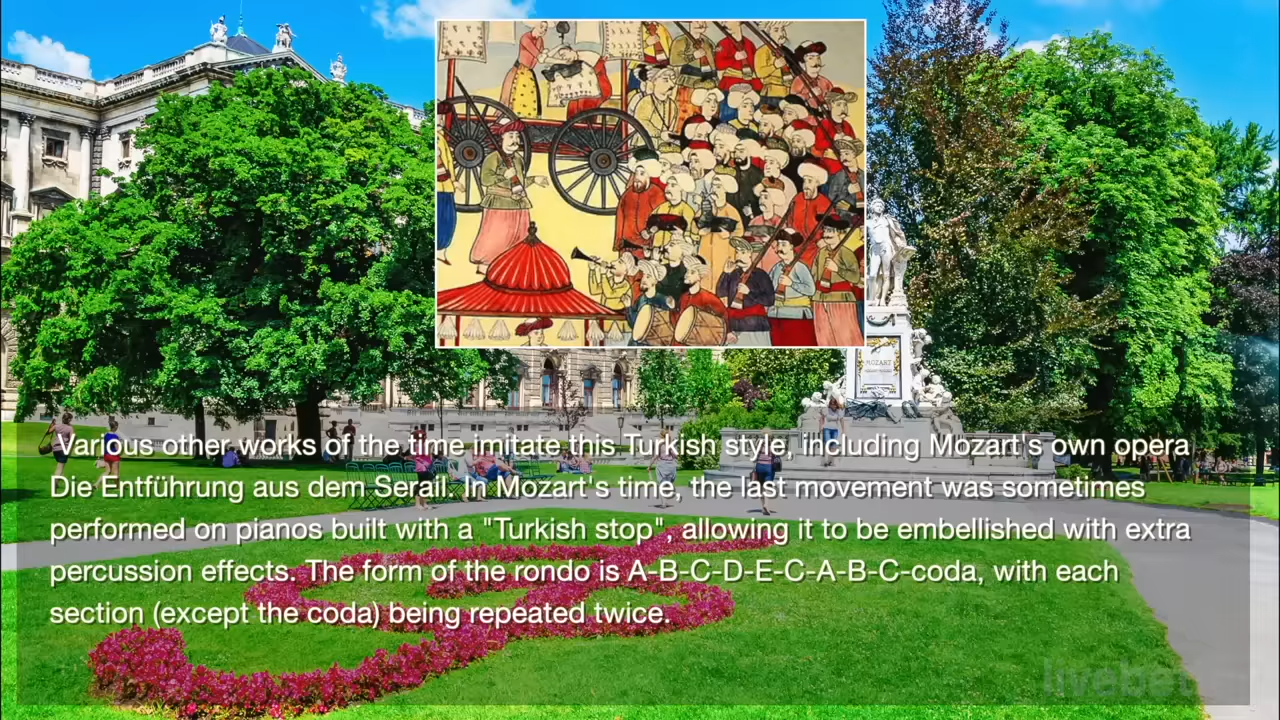 MOZART
Various other works of the time imitate this Turkish style, including Mozart's own opera
Die Entführung aus dem Serail. In Mozart's time, the last movement was sometimes
performed on pianos built with a "Turkish stop", allowing it to be embellished with extra
percussion effects. The form of the rondo is A-B-C-D-E-C-A-B-C-coda, with each
section (except the coda) being repeated twice.